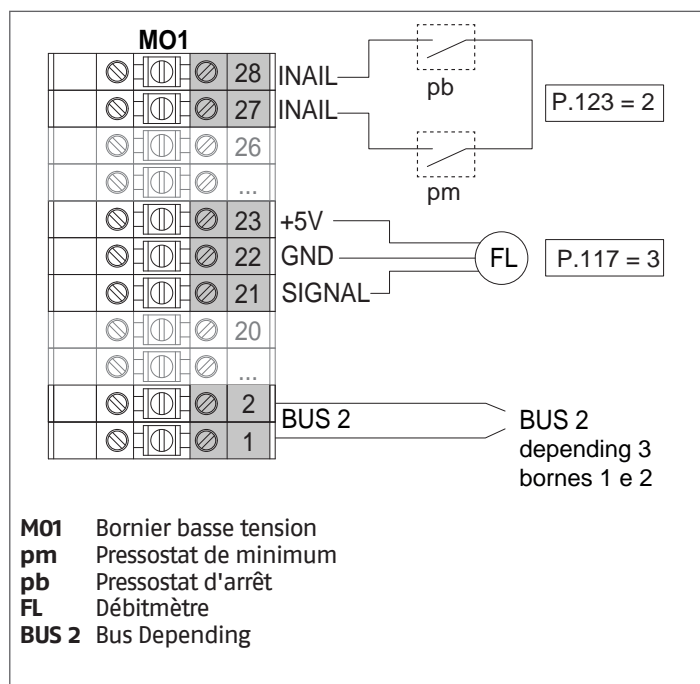 MO1
28 INAIL
pb
27 INAIL
P.123 = 2
26
...
pm
23 +5V
22 GND
FL
P.117 = 3
21 SIGNAL
20
...
2
BUS 2
1
BUS 2
depending 3
bornes 1 e 2
MO1 Bornier basse tension
pm Pressostat de minimum
pb Pressostat d'arrêt
FL Débitmètre
BUS 2 Bus Depending